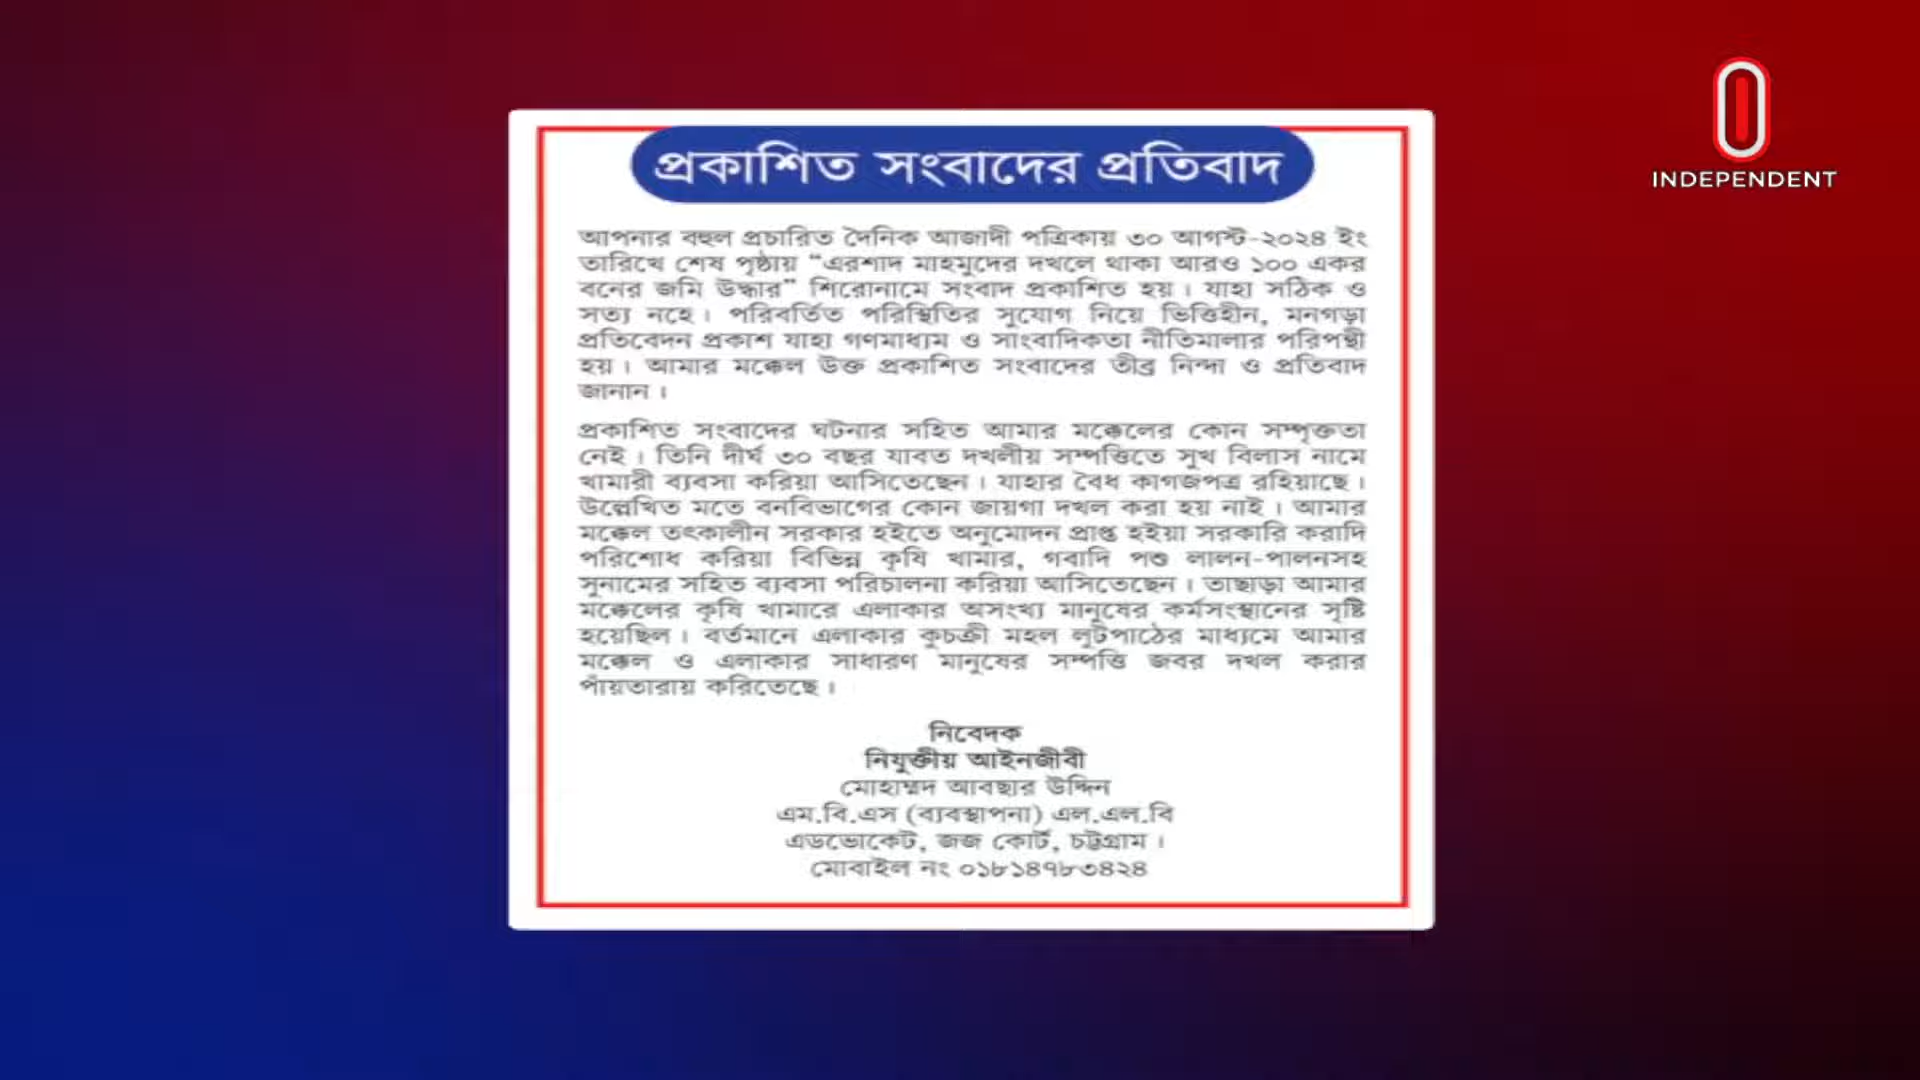 INDEPENDENT
প্রকাশিত সংবাদের প্রতিবাদ
আপনার বহুল প্রচারিত দৈনিক আজাদী পত্রিকায় ৩০ আগস্ট-২০২৪ ইং
তারিখে শেষ পৃষ্ঠায় “এরশাদ মাহমুদের দখলে থাকা আরও ১০০ একর
বনের জমি উদ্ধার” শিরোনামে সংবাদ প্রকাশিত হয়। যাহা সঠিক ও
সত্য নহে। পরিবর্তিত পরিস্থিতির সুযোগ নিয়ে ভিত্তিহীন, মনগড়া
প্রতিবেদন প্রকাশ যাহা গণমাধ্যম ও সাংবাদিকতা নীতিমালার পরিপন্থী
হয়। আমার মক্কেল উক্ত প্রকাশিত সংবাদের তীব্র নিন্দা ও প্রতিবাদ
জানান।
প্রকাশিত সংবাদের ঘটনার সহিত আমার মক্কেলের কোন সম্পৃক্ততা
নেই। তিনি দীর্ঘ ৩০ বছর যাবত দখলীয় সম্পত্তিতে সুখ বিলাস নামে
খামারী ব্যবসা করিয়া আসিতেছেন। যাহার বৈধ কাগজপত্র রহিয়াছে।
উল্লেখিত মতে বনবিভাগের কোন জায়গা দখল করা হয় নাই। আমার
মক্কেল তৎকালীন সরকার হইতে অনুমোদন প্রাপ্ত হইয়া সরকারি করাদি
পরিশোধ করিয়া বিভিন্ন কৃষি খামার, গবাদি পশু লালন-পালনসহ
সুনামের সহিত ব্যবসা পরিচালনা করিয়া আসিতেছেন। তাছাড়া আমার
মক্কেলের কৃষি খামারে এলাকার অসংখ্য মানুষের কর্মসংস্থানের সৃষ্টি
হয়েছিল। বর্তমানে এলাকার কুচক্রী মহল লুটপাঠের মাধ্যমে আমার
মক্কেল ও এলাকার সাধারণ মানুষের সম্পত্তি জবর দখল করার
পাঁয়তারায় করিতেছে।
নিবেদক
নিযুক্তীয় আইনজীবী
মোহাম্মদ আবছার উদ্দিন
এম.বি.এস (ব্যবস্থাপনা) এল.এল.বি
এডভোকেট, জজ কোর্ট, চট্টগ্রাম।
মোবাইল নং ০১৮১৪৭৮৩৪২৪